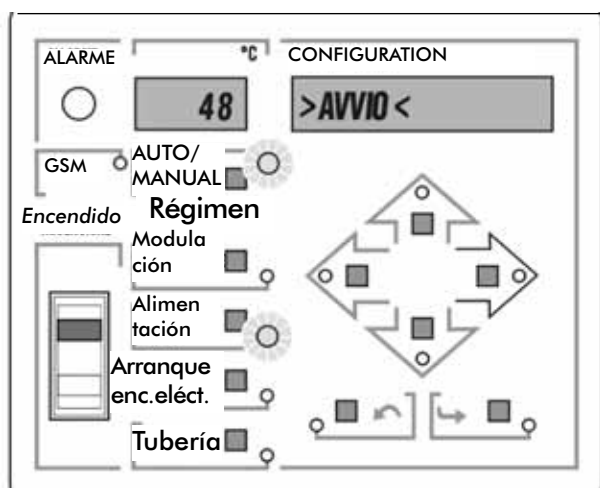 ALARME
°C
CONFIGURATION
48
>AVVIO<
GSM
AUTO/
MANUAL
Encendido
Régimen
Modula
ción
Alimen
tación
Arranque
enc.eléct.
Tubería